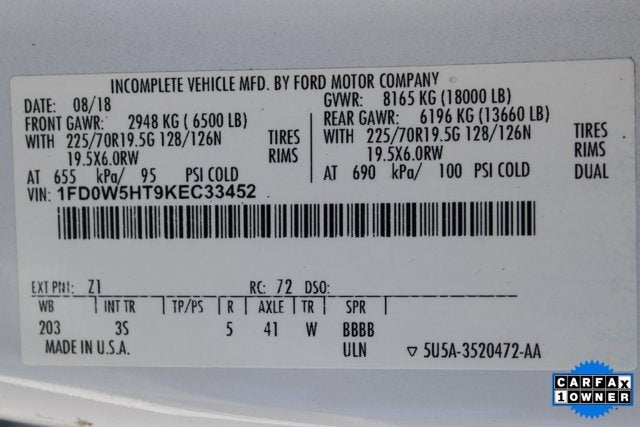 INCOMPLETE VEHICLE MFD. BY FORD MOTOR COMPANY
DATE: 08/18 GVWR: 8165 KG (18000 LB)
FRONT GAWR: 2948 KG ( 6500 LB) REAR GAWR: 6196 KG (13660 LB)
WITH 225/70R19.5G 128/126N TIRES WITH 225/70R19.5G 128/126N TIRES
19.5X6.0RW RIMS 19.5X6.0RW RIMS
AT 655 kPa/ 95 PSI COLD AT 690 kPa/ 100 PSI COLD DUAL
VIN: 1FD0W5HT9KEC33452
EXT PNT: Z1 RC: 72 DSO:
WB INT TR TP/PS R AXLE TR SPR
203 3S 5 41 W BBBB
MADE IN U.S.A. ULN ▽ 5U5A-3520472-AA
CARFAX
1 OWNER